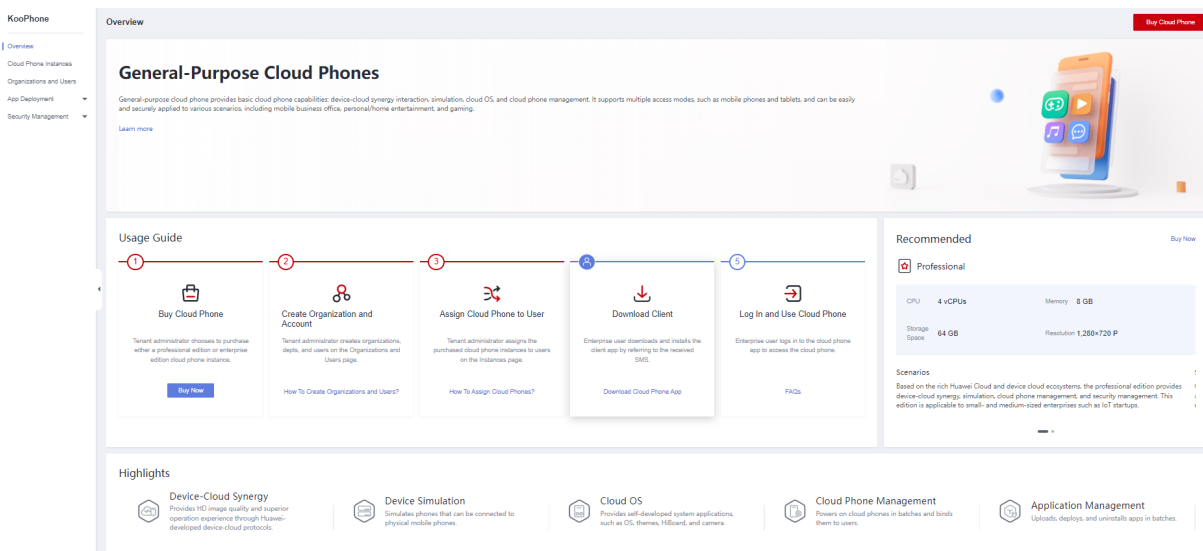 KooPhone
Overview
Cloud Phone Instances
Organizations and Users
App Deployment
Security Management
Overview
Buy Cloud Phone
General-Purpose Cloud Phones
General-purpose cloud phone provides basic cloud phone capabilities: device-cloud synergy interaction, simulation, cloud OS, and cloud phone management. It supports multiple access modes, such as mobile phones and tablets, and can be easily
and securely applied to various scenarios, including mobile business office, personal/home entertainment, and gaming.
Learn more
Usage Guide
1
Buy Cloud Phone
Tenant administrator chooses to purchase
either a professional edition or enterprise
edition cloud phone instance.
Buy Now
2
Create Organization and
Account
Tenant administrator creates organizations,
depts, and users on the Organizations and
Users page.
How To Create Organizations and Users?
3
Assign Cloud Phone to User
Tenant administrator assigns the
purchased cloud phone instances to users
on the Instances page.
How To Assign Cloud Phones?
Download Client
Enterprise user downloads and installs the
client app by referring to the received
SMS.
Download Cloud Phone App
5
Log In and Use Cloud Phone
Enterprise user logs in to the cloud phone
app to access the cloud phone.
FAQs
Recommended
Buy Now
Professional
CPU 4 vCPUs
Memory 8 GB
Storage
Space 64 GB
Resolution 1,280×720 P
Scenarios
Based on the rich Huawei Cloud and device cloud ecosystems, the professional edition provides
device-cloud synergy, simulation, cloud phone management, and security management. This
edition is applicable to small- and medium-sized enterprises such as IoT startups.
Highlights
Device-Cloud Synergy
Provides HD image quality and superior
operation experience through Huawei-
developed device-cloud protocols.
Device Simulation
Simulates phones that can be connected to
physical mobile phones.
Cloud OS
Provides self-developed system applications,
such as OS, themes, HiBoard, and camera.
Cloud Phone Management
Powers on cloud phones in batches and binds
them to users.
Application Management
Uploads, deploys, and uninstalls apps in batches.